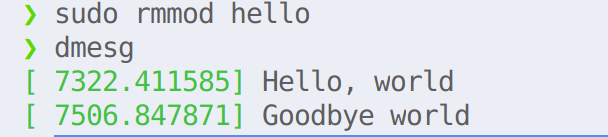 ❯ sudo rmmod hello
❯ dmesg
[ 7322.411585] Hello, world
[ 7506.847871] Goodbye world